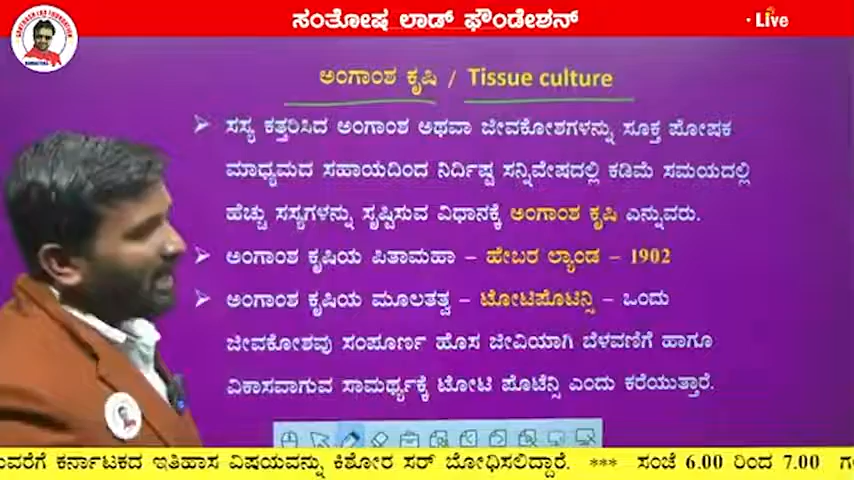 ಸಂತೋಷ ಲಾಡ್ ಫೌಂಡೇಶನ್
Live
ಅಂಗಾಂಶ ಕೃಷಿ / Tissue culture
➢ ಸಸ್ಯ ಕತ್ತರಿಸಿದ ಅಂಗಾಂಶ ಅಥವಾ ಜೀವಕೋಶಗಳನ್ನು ಸೂಕ್ತ ಪೋಷಕ
ಮಾಧ್ಯಮದ ಸಹಾಯದಿಂದ ನಿರ್ದಿಷ್ಟ ಸನ್ನಿವೇಷದಲ್ಲಿ ಕಡಿಮೆ ಸಮಯದಲ್ಲಿ
ಹೆಚ್ಚು ಸಸ್ಯಗಳನ್ನು ಸೃಷ್ಟಿಸುವ ವಿಧಾನಕ್ಕೆ ಅಂಗಾಂಶ ಕೃಷಿ ಎನ್ನುವರು.
➢ ಅಂಗಾಂಶ ಕೃಷಿಯ ಪಿತಾಮಹಾ – ಹೇಬರ ಲ್ಯಾಂಡ – 1902
➢ ಅಂಗಾಂಶ ಕೃಷಿಯ ಮೂಲತತ್ವ – ಟೋಟಿಪೊಟೆನ್ಸಿ – ಒಂದು
ಜೀವಕೋಶವು ಸಂಪೂರ್ಣ ಹೊಸ ಜೀವಿಯಾಗಿ ಬೆಳವಣಿಗೆ ಹಾಗೂ
ವಿಕಾಸವಾಗುವ ಸಾಮರ್ಥ್ಯಕ್ಕೆ ಟೋಟಿ ಪೊಟೆನ್ಸಿ ಎಂದು ಕರೆಯುತ್ತಾರೆ.
ುವರೆಗೆ ಕರ್ನಾಟಕದ ಇತಿಹಾಸ ವಿಷಯವನ್ನು ಕಿಶೋರ ಸರ್ ಬೋಧಿಸಲಿದ್ದಾರೆ. *** ಸಂಜೆ 6.00 ರಿಂದ 7.00